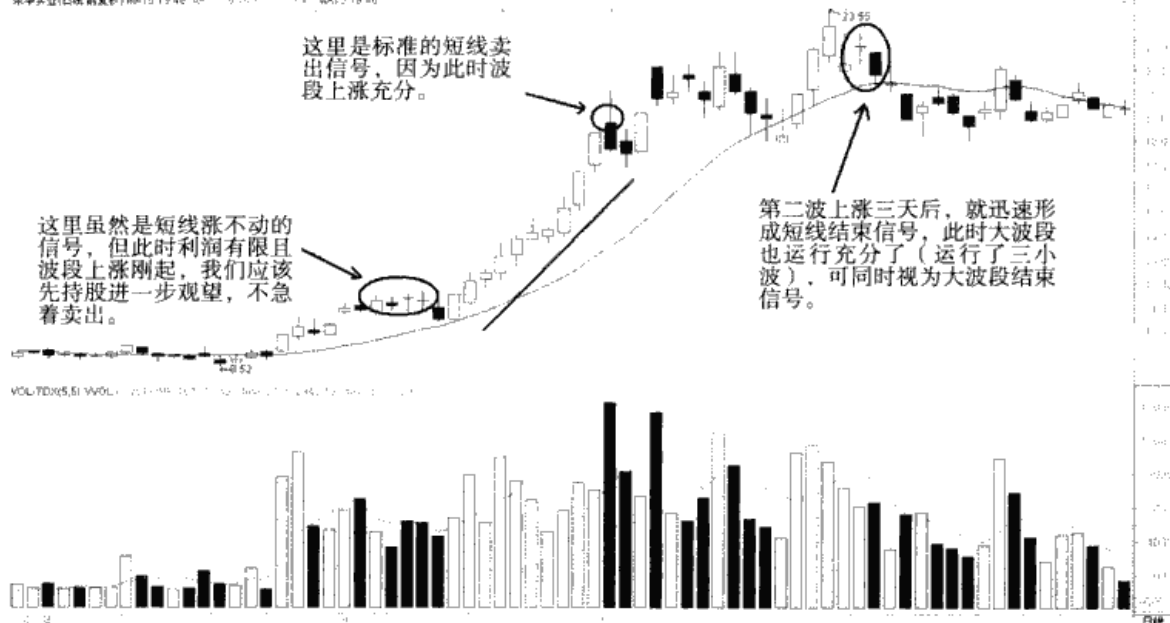 这里是标准的短线卖
出信号，因为此时波
段上涨充分。
23.55
这里虽然是短线涨不动的
信号，但此时利润有限且
波段上涨刚起，我们应该
先持股进一步观望，不急
着卖出。
第二波上涨三天后，就迅速形
成短线结束信号，此时大波段
也运行充分了（运行了三小
波），可同时视为大波段结束
信号。
VOL-TDX(5,5)